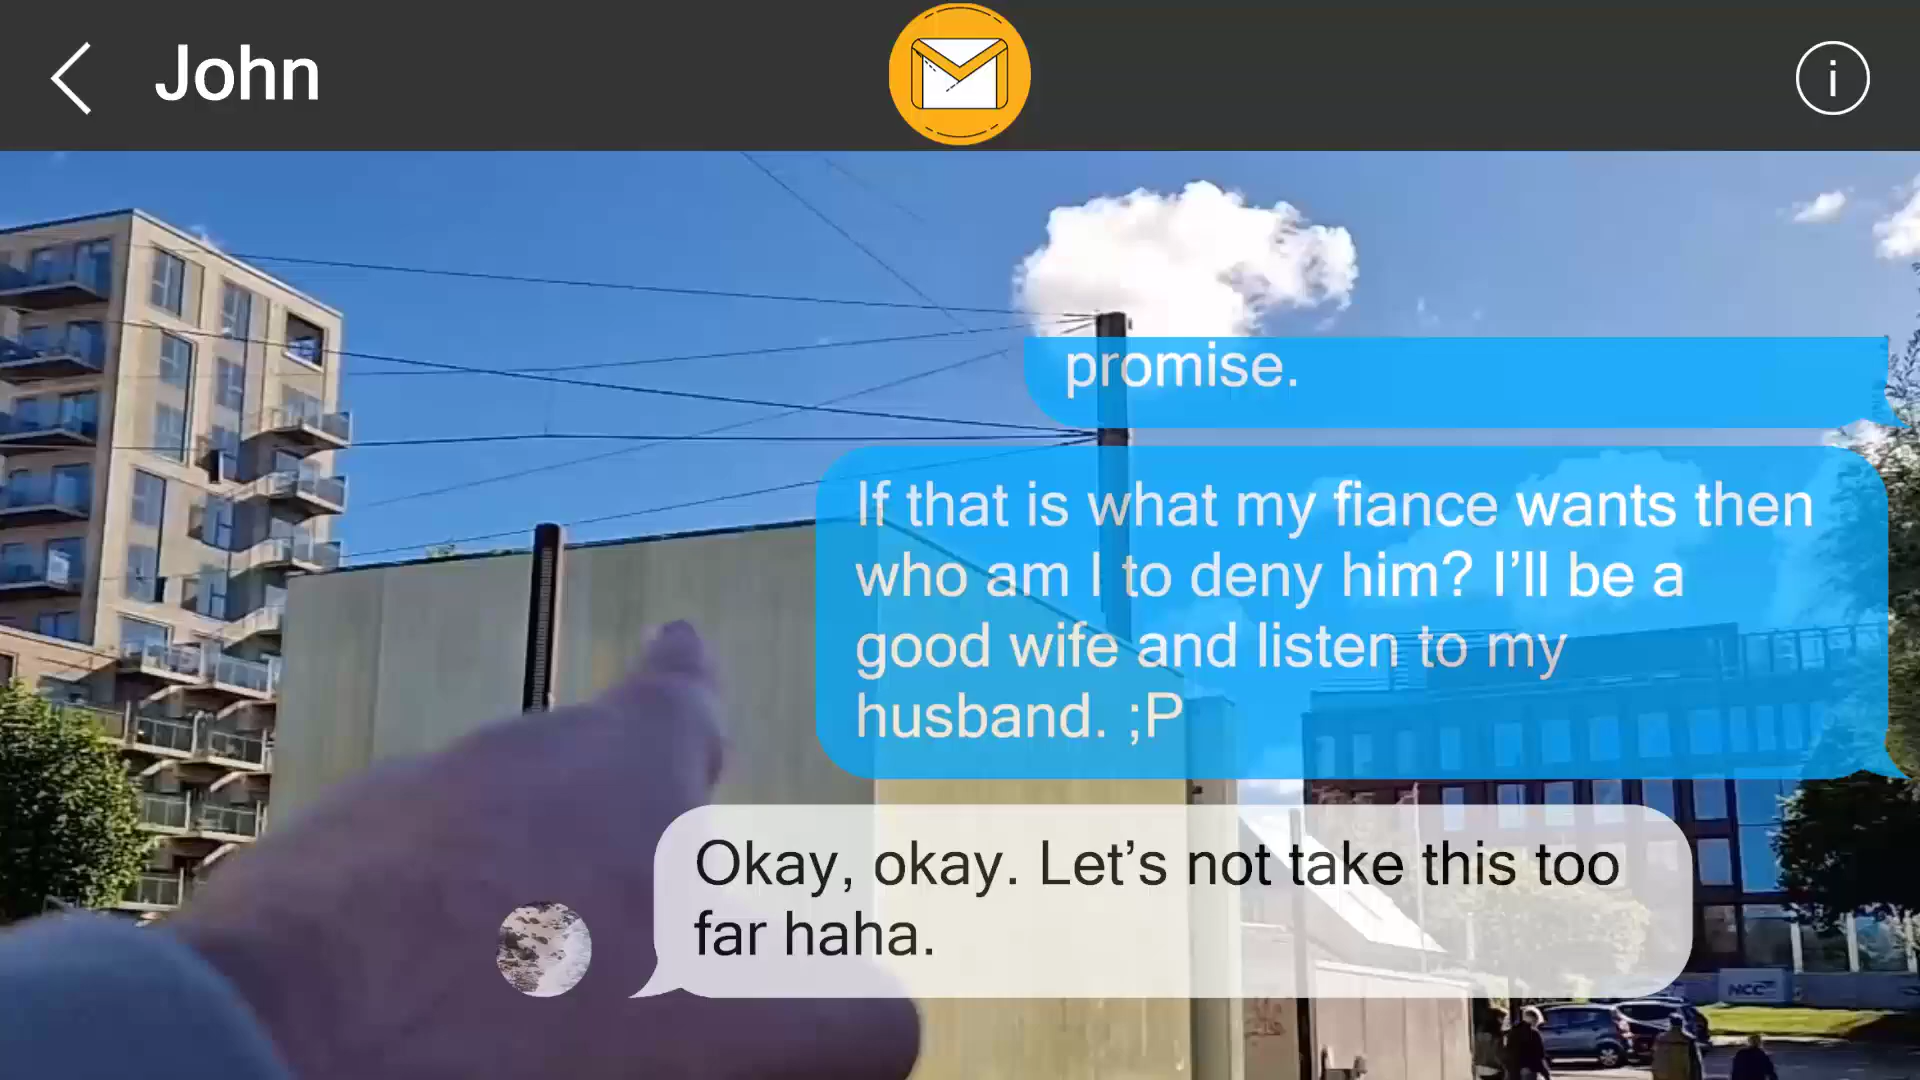 John
promise.
If that is what my fiance wants then
who am I to deny him? I’ll be a
good wife and listen to my
husband. ;P
Okay, okay. Let’s not take this too
far haha.
NCC